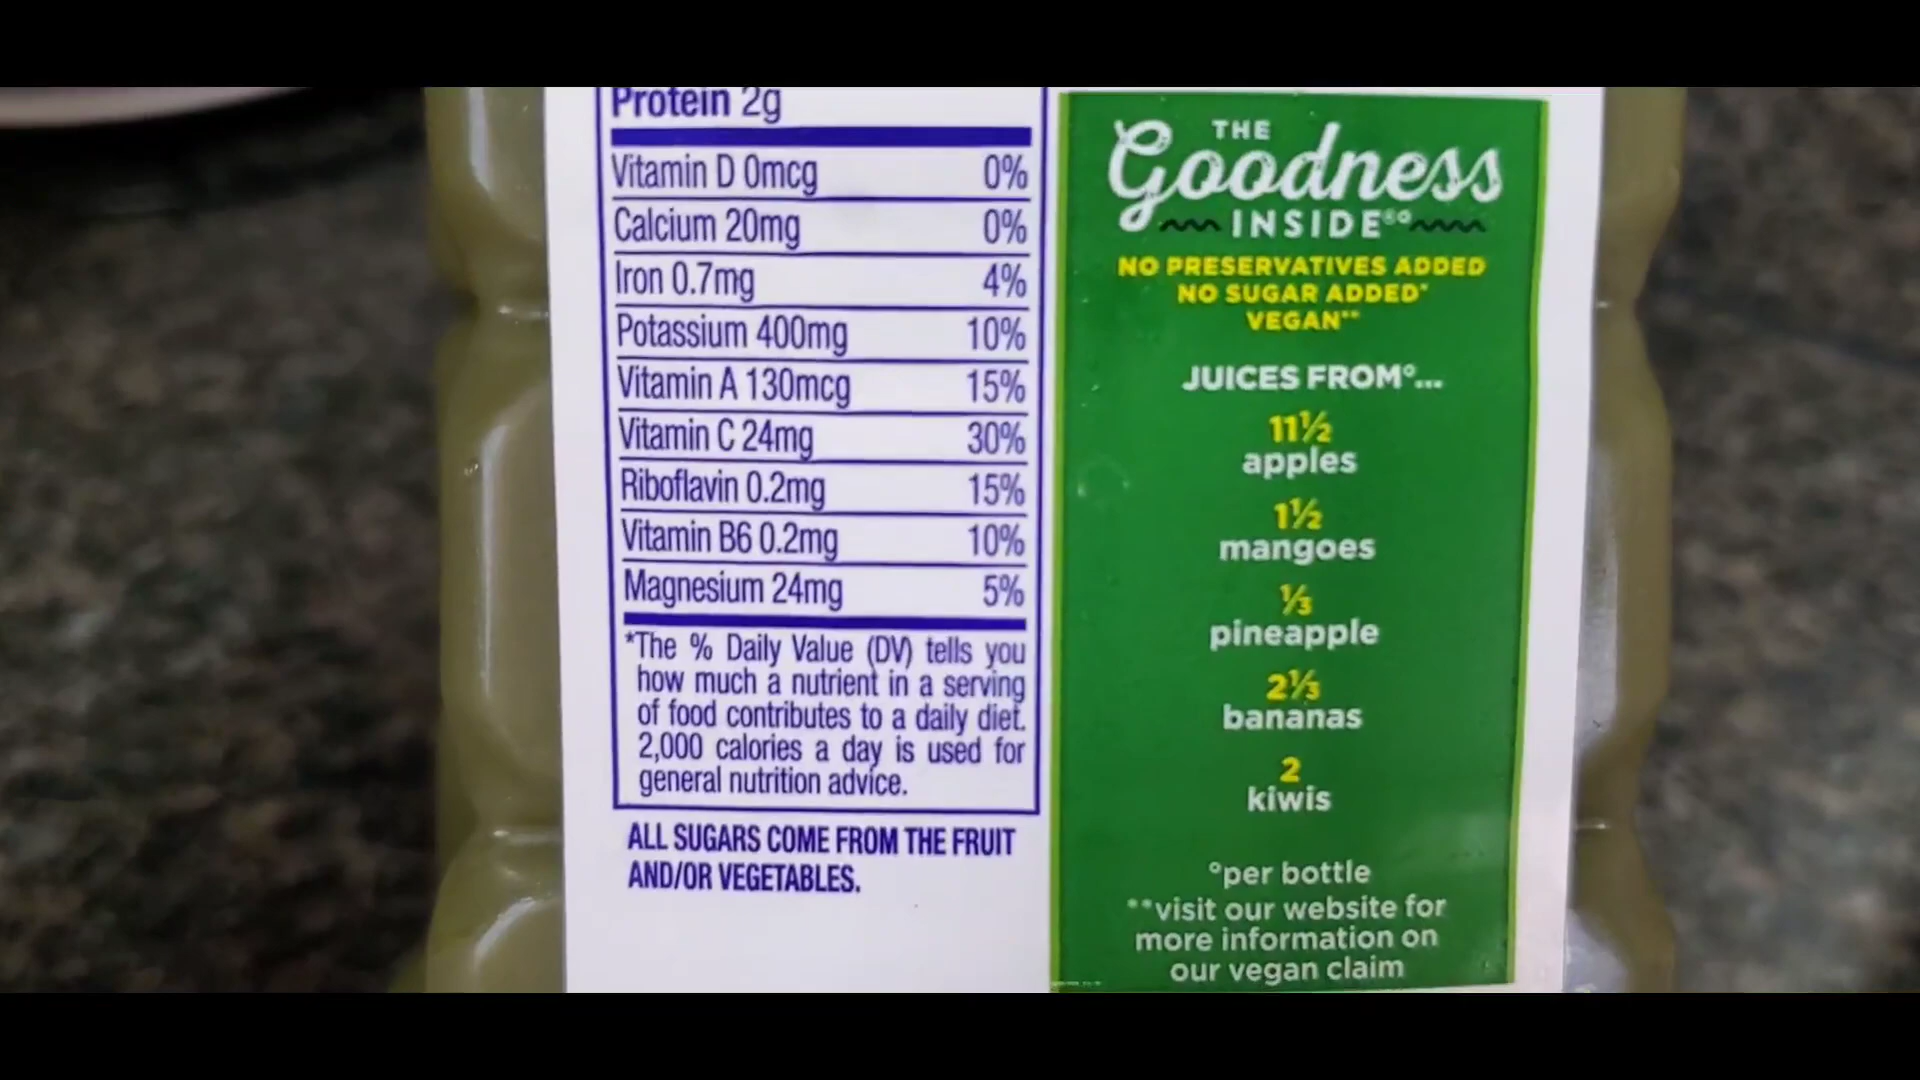 Protein 2g
Vitamin D 0mcg 0%
Calcium 20mg 0%
Iron 0.7mg 4%
Potassium 400mg 10%
Vitamin A 130mcg 15%
Vitamin C 24mg 30%
Riboflavin 0.2mg 15%
Vitamin B6 0.2mg 10%
Magnesium 24mg 5%
*The % Daily Value (DV) tells you
how much a nutrient in a serving
of food contributes to a daily diet.
2,000 calories a day is used for
general nutrition advice.
ALL SUGARS COME FROM THE FRUIT
AND/OR VEGETABLES.
THE
Goodness
INSIDE®°
NO PRESERVATIVES ADDED
NO SUGAR ADDED*
VEGAN**
JUICES FROM°...
11½
apples
1½
mangoes
⅓
pineapple
2⅓
bananas
2
kiwis
°per bottle
**visit our website for
more information on
our vegan claim